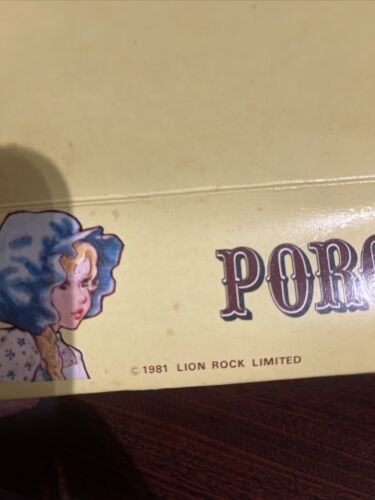 PORC
© 1981 LION ROCK LIMITED